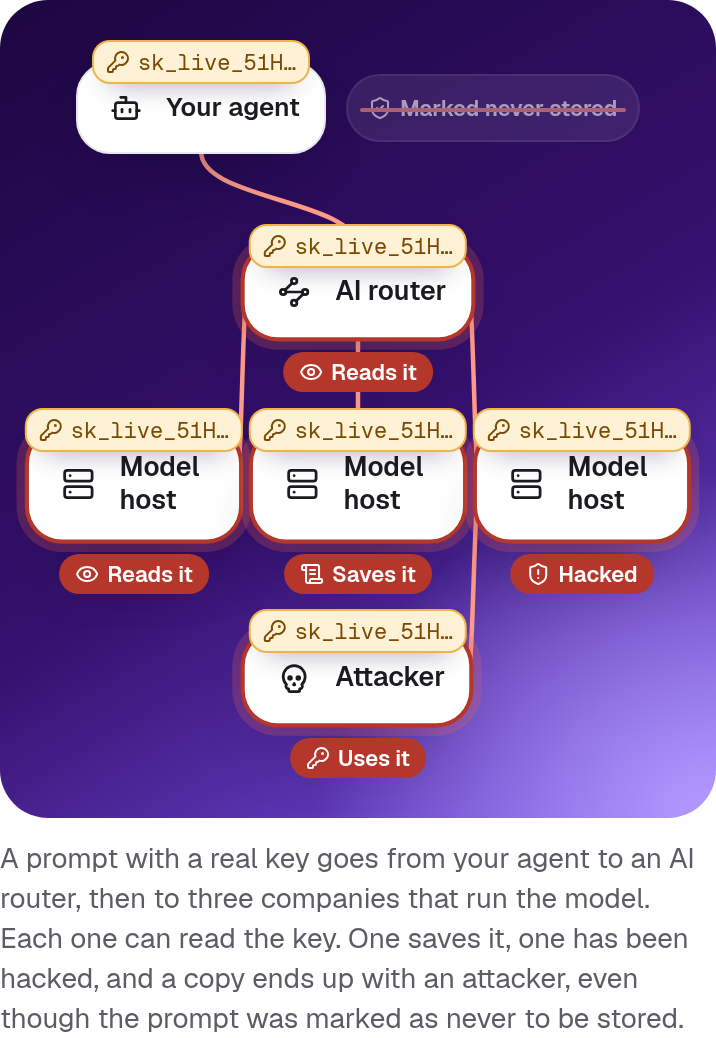 sk_live_51H…
Your agent
Marked never stored
sk_live_51H…
AI router
Reads it
sk_live_51H…
sk_live_51H…
sk_live_51H…
Model
host
Model
host
Model
host
Reads it
Saves it
Hacked
sk_live_51H…
Attacker
Uses it
A prompt with a real key goes from your agent to an AI
router, then to three companies that run the model.
Each one can read the key. One saves it, one has been
hacked, and a copy ends up with an attacker, even
though the prompt was marked as never to be stored.